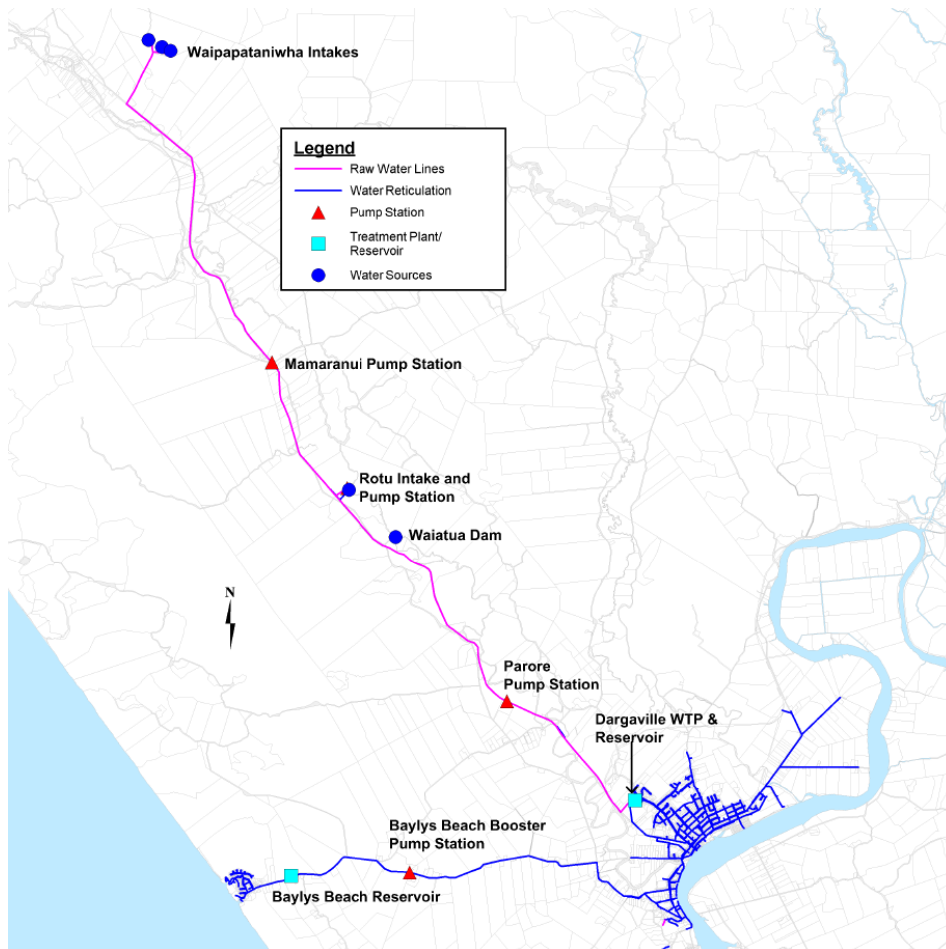 Waipapataniwha Intakes
Legend
Raw Water Lines
Water Reticulation
Pump Station
Treatment Plant/
Reservoir
Water Sources
Mamaranui Pump Station
Rotu Intake and
Pump Station
Waiatua Dam
N
Parore
Pump Station
Dargaville WTP &
Reservoir
Baylys Beach Booster
Pump Station
Baylys Beach Reservoir